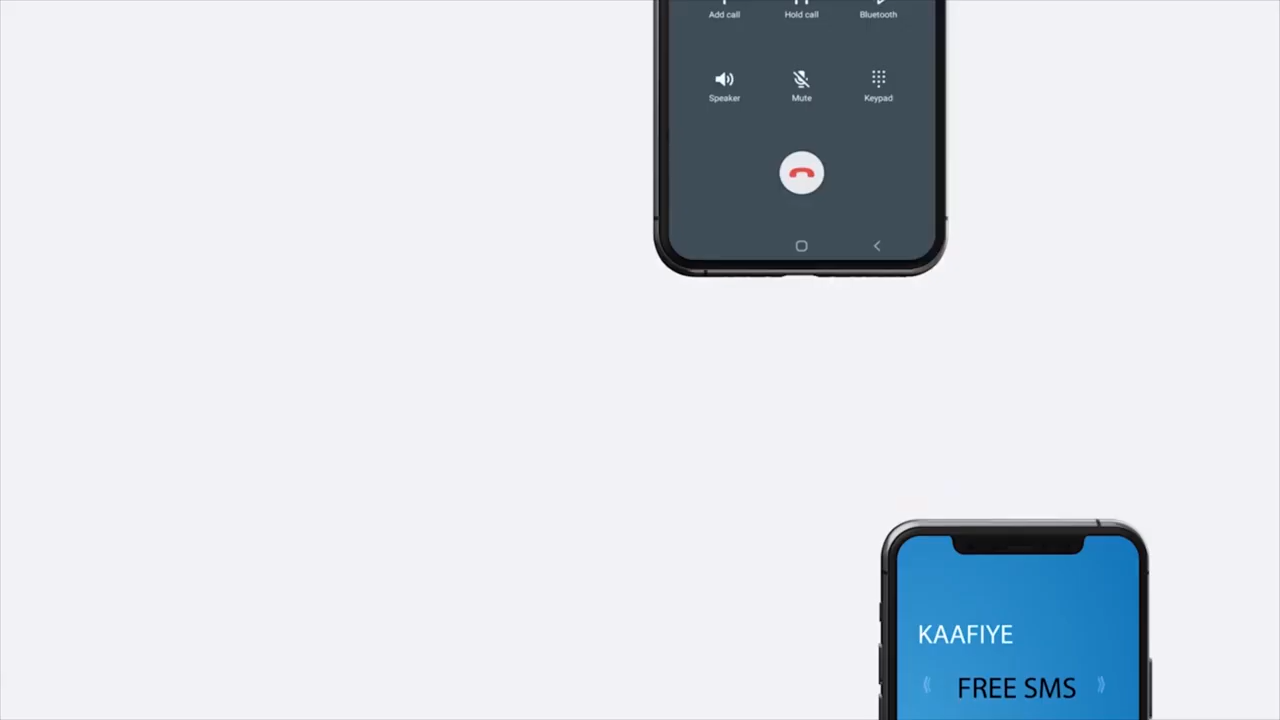 Add call Hold call Bluetooth
Speaker Mute Keypad
KAAFIYE
FREE SMS